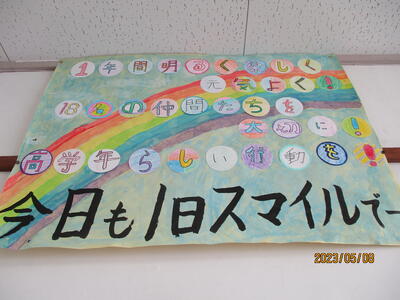 1年間明るく楽しく
元気よく!
18名の仲間たちを
大切に!
高学年らしい行動を!
今日も1日スマイルでー
2023/05/08